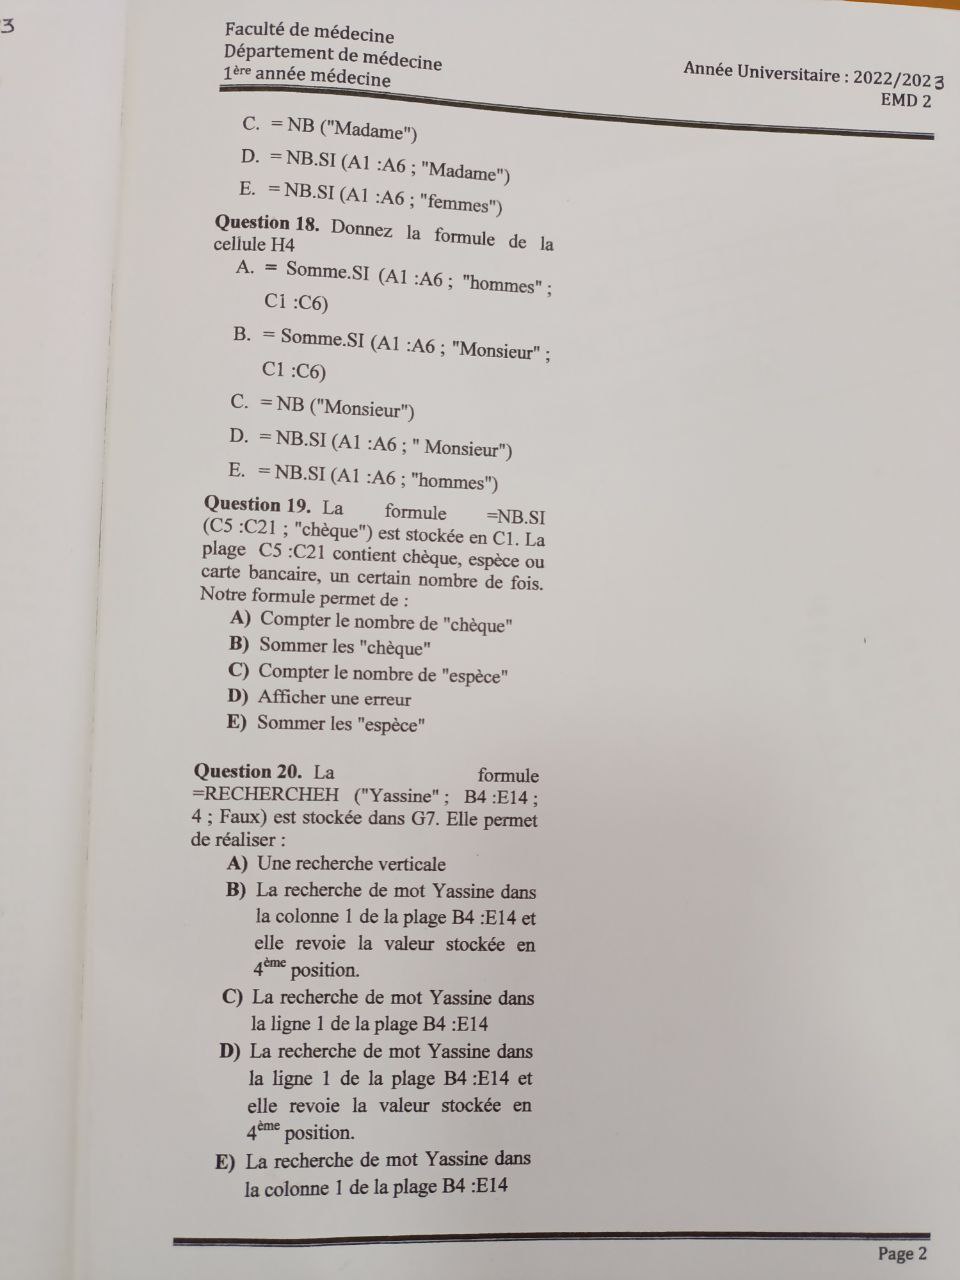 3
Faculté de médecine
Département de médecine
1ère année médecine
Année Universitaire : 2022/2023
EMD 2
C. = NB ("Madame")
D. = NB.SI (A1 :A6 ; "Madame")
E. = NB.SI (A1 :A6 ; "femmes")
Question 18. Donnez la formule de la
cellule H4
A. = Somme.SI (A1 :A6 ; "hommes" ;
C1 :C6)
B. = Somme.SI (A1 :A6 ; "Monsieur" ;
C1 :C6)
C. = NB ("Monsieur")
D. = NB.SI (A1 :A6 ; " Monsieur")
E. = NB.SI (A1 :A6 ; "hommes")
Question 19. La formule =NB.SI
(C5 :C21 ; "chèque") est stockée en C1. La
plage C5 :C21 contient chèque, espèce ou
carte bancaire, un certain nombre de fois.
Notre formule permet de :
A) Compter le nombre de "chèque"
B) Sommer les "chèque"
C) Compter le nombre de "espèce"
D) Afficher une erreur
E) Sommer les "espèce"
Question 20. La formule
=RECHERCHEH ("Yassine" ; B4 :E14 ;
4 ; Faux) est stockée dans G7. Elle permet
de réaliser :
A) Une recherche verticale
B) La recherche de mot Yassine dans
la colonne 1 de la plage B4 :E14 et
elle revoie la valeur stockée en
4ème position.
C) La recherche de mot Yassine dans
la ligne 1 de la plage B4 :E14
D) La recherche de mot Yassine dans
la ligne 1 de la plage B4 :E14 et
elle revoie la valeur stockée en
4ème position.
E) La recherche de mot Yassine dans
la colonne 1 de la plage B4 :E14
Page 2